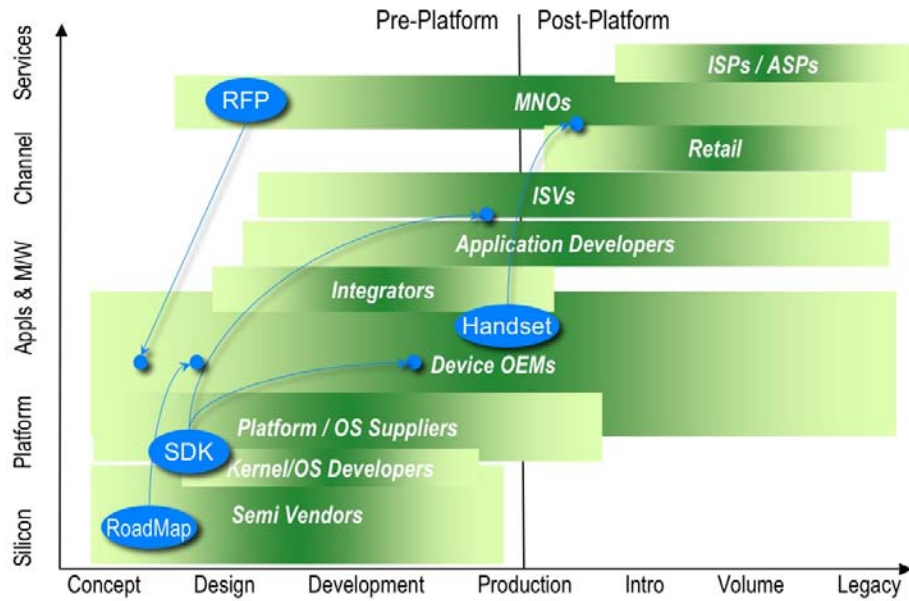 Pre-Platform
Post-Platform
Services
Channel
Appls & M/W
Platform
Silicon
ISPs / ASPs
RFP
MNOs
Retail
ISVs
Application Developers
Integrators
Handset
Device OEMs
Platform / OS Suppliers
SDK
Kernel/OS Developers
Semi Vendors
RoadMap
Concept Design Development Production Intro Volume Legacy